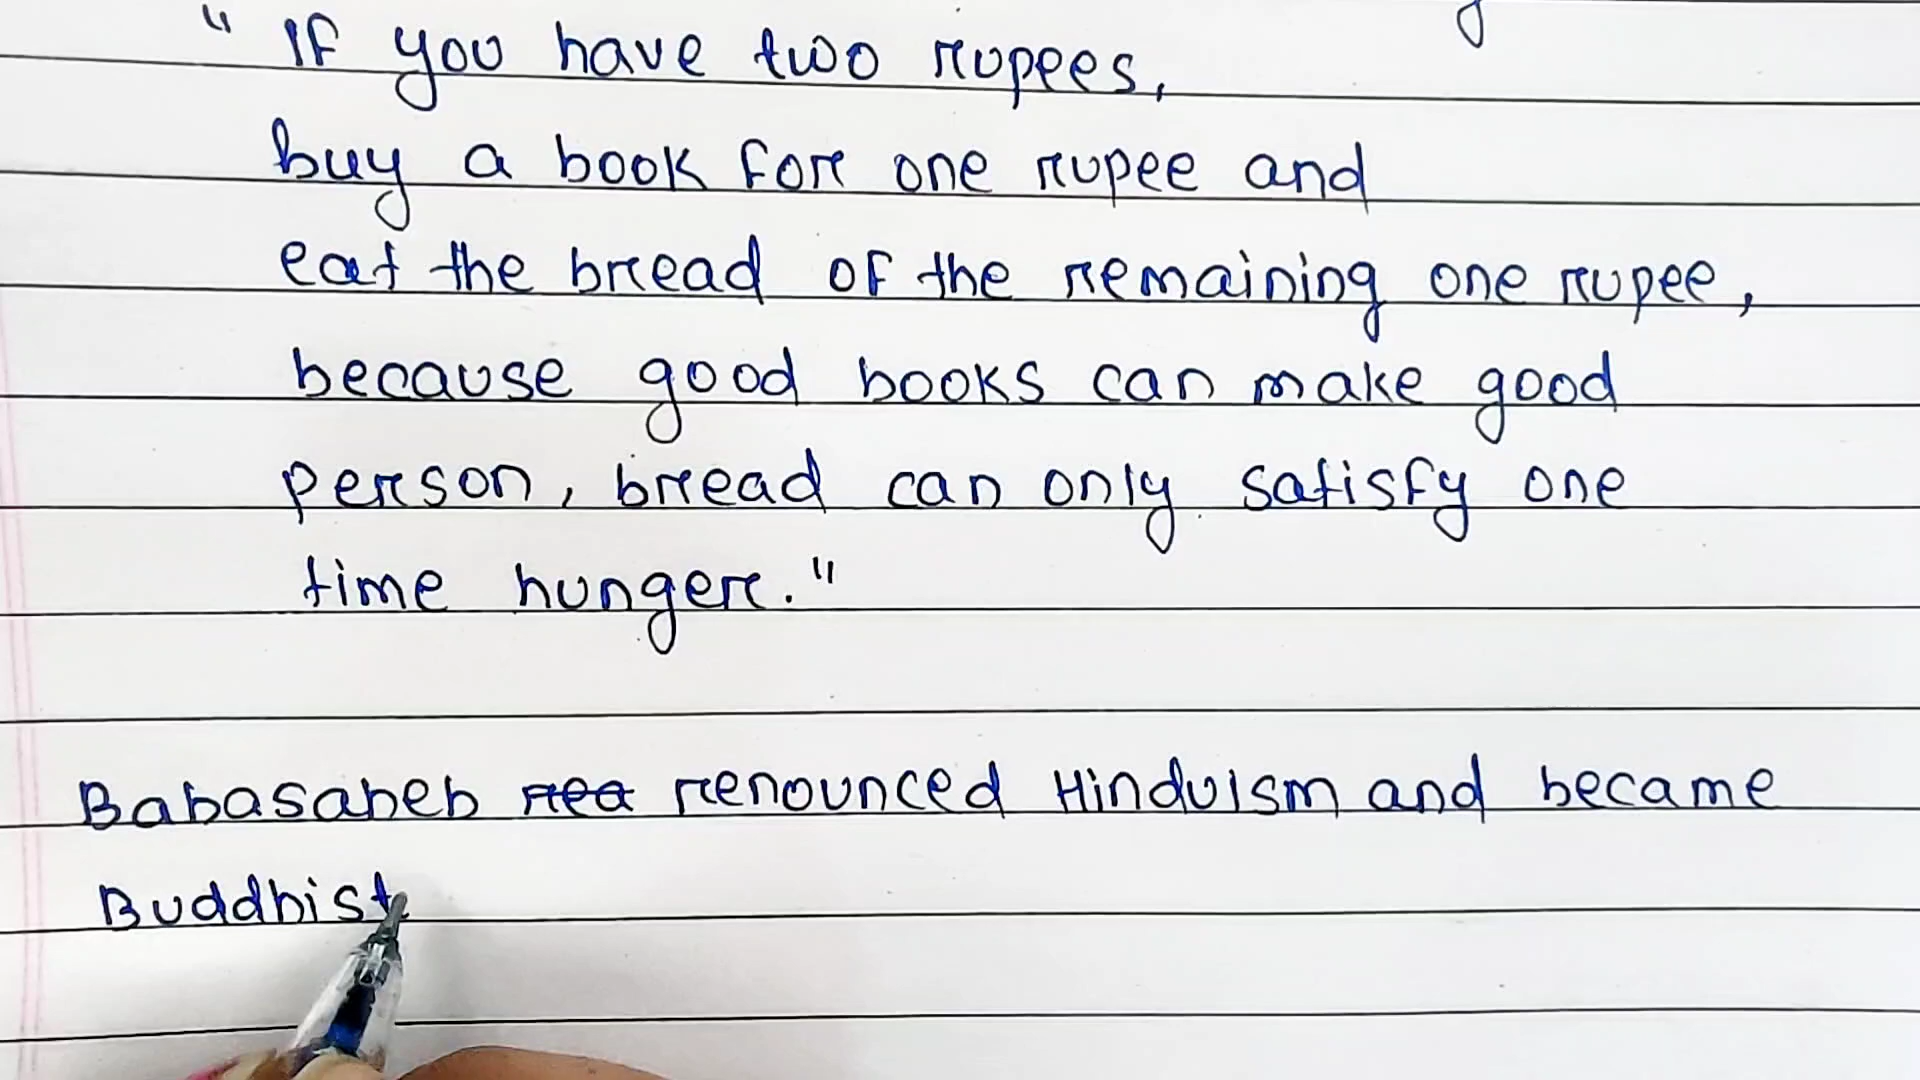 " If you have two rupees,
buy a book for one rupee and
eat the bread of the remaining one rupee,
because good books can make good
person, bread can only satisfy one
time hunger."
Babasaheb renounced Hinduism and became
Buddhist